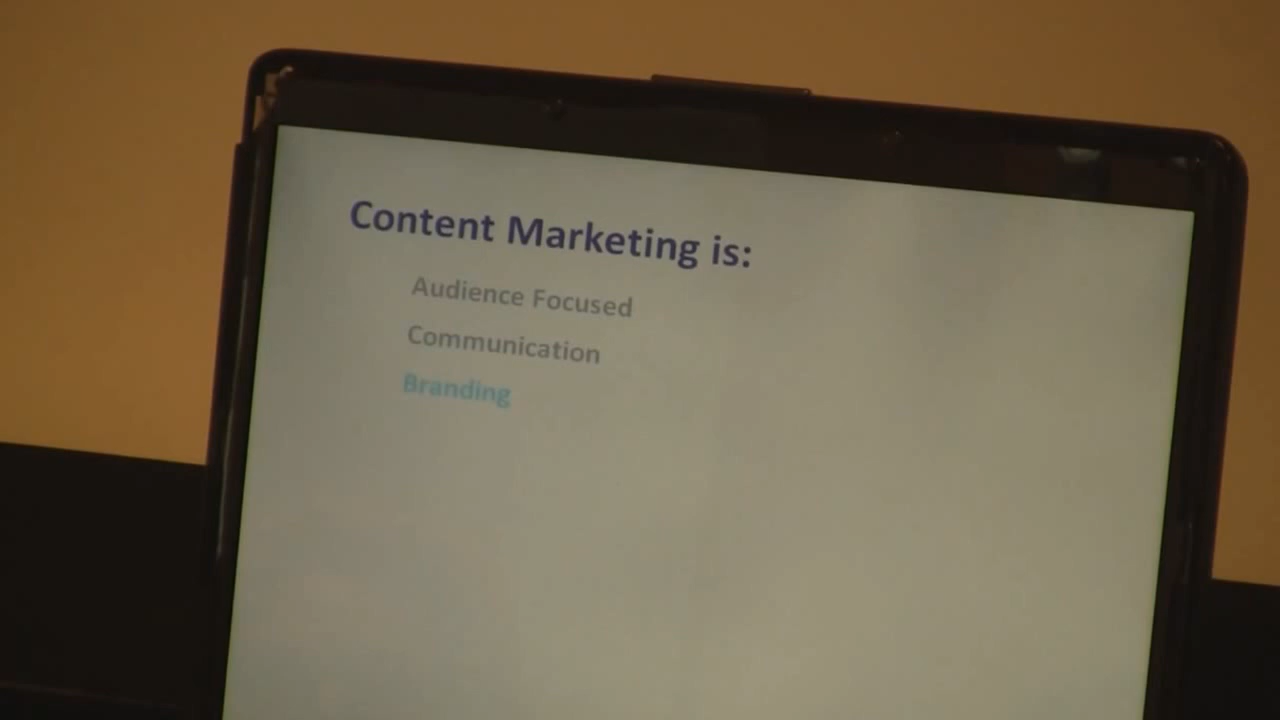 Content Marketing is:
Audience Focused
Communication
Branding